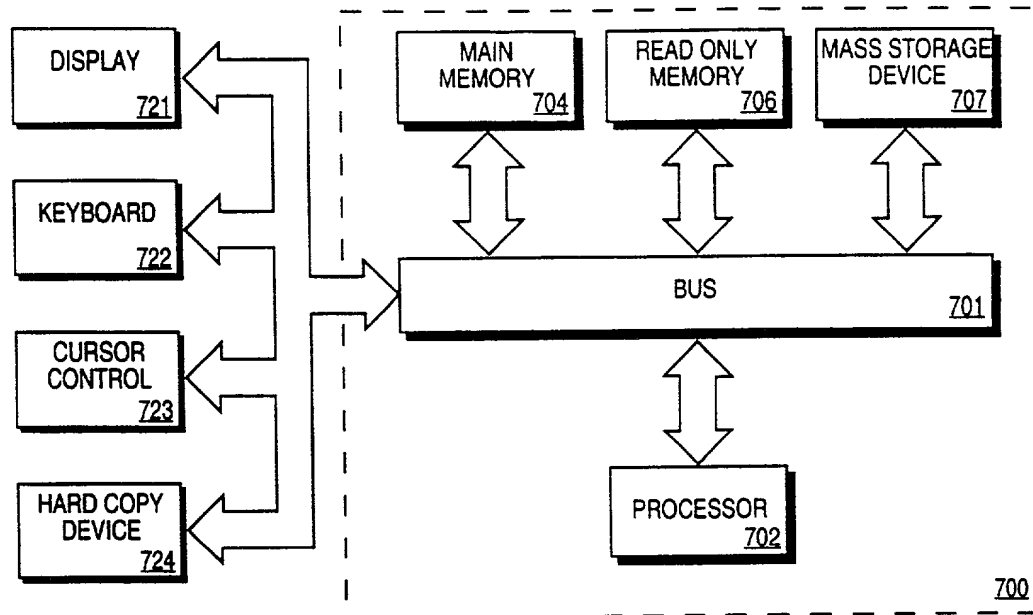 DISPLAY
721
KEYBOARD
722
CURSOR
CONTROL
723
HARD COPY
DEVICE
724
MAIN
MEMORY
704
READ ONLY
MEMORY
706
MASS STORAGE
DEVICE
707
BUS
701
PROCESSOR
702
700